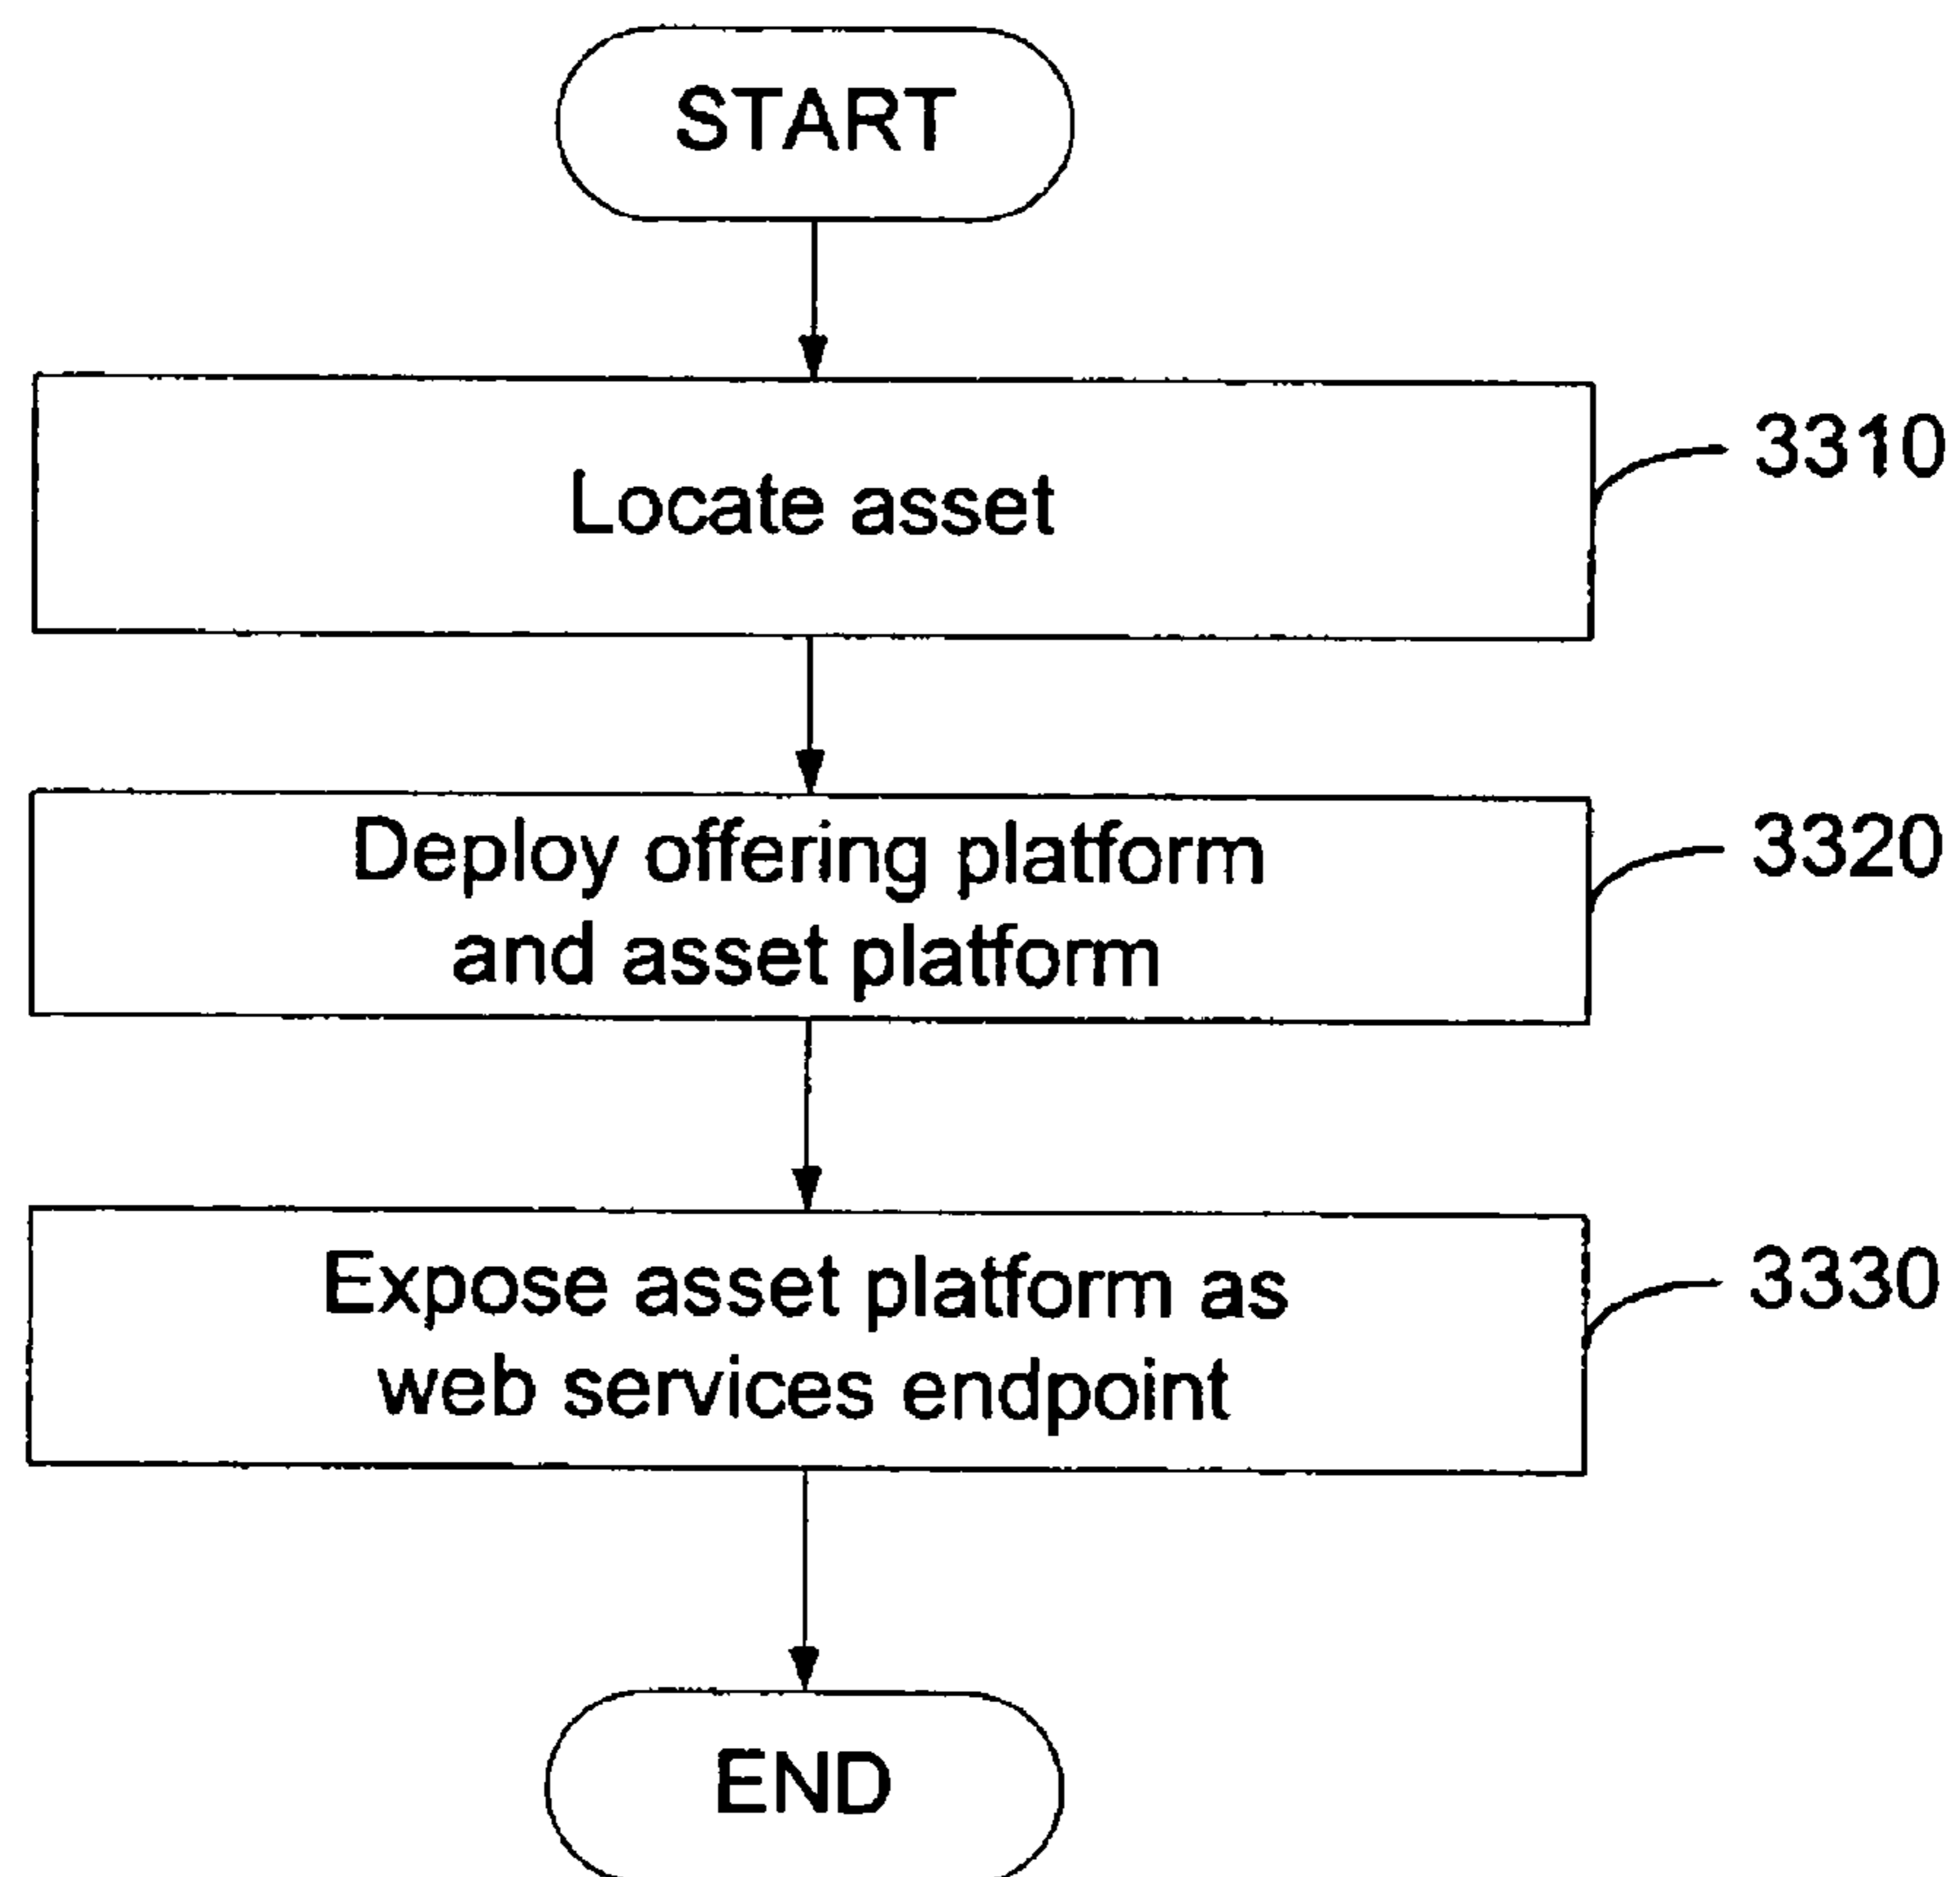 START
Locate asset
3310
Deploy offering platform
and asset platform
3320
Expose asset platform as
web services endpoint
3330
END